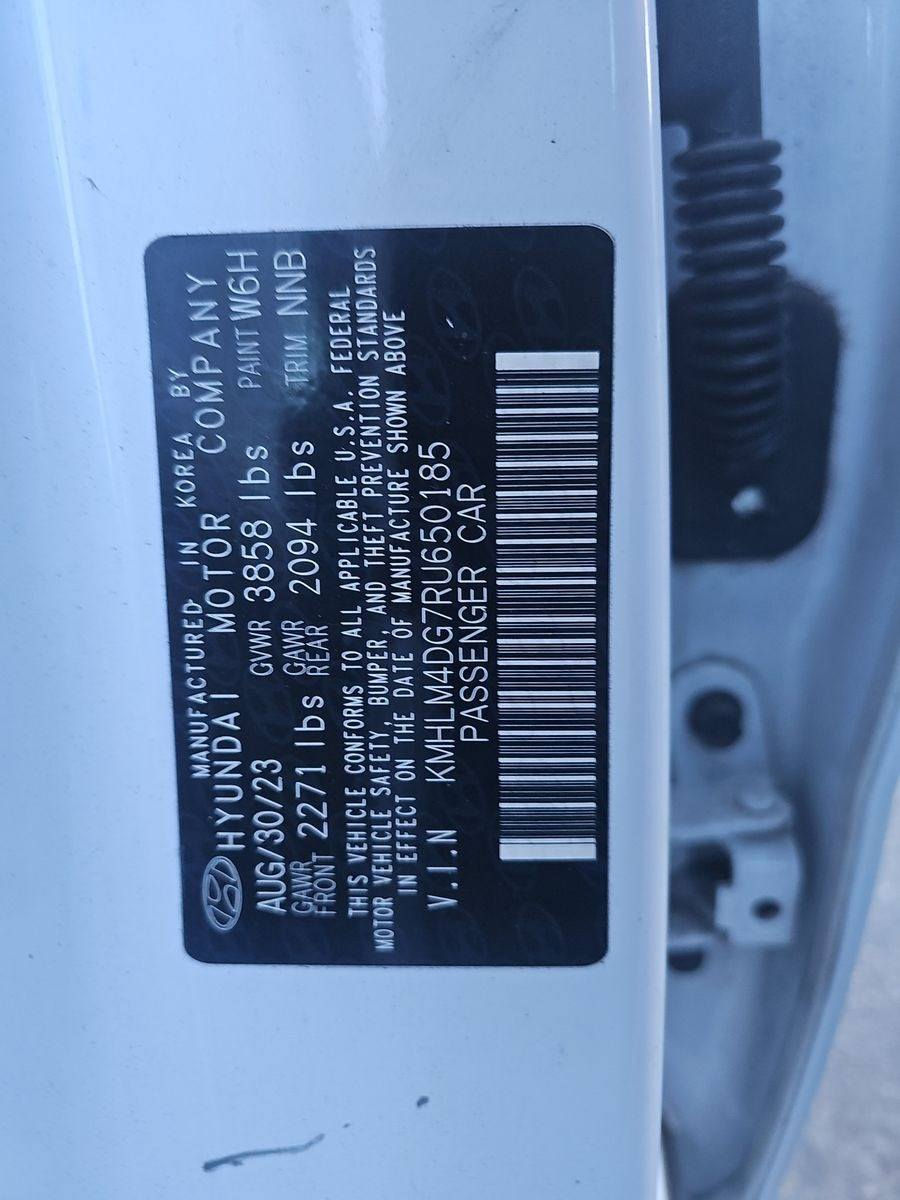 MANUFACTURED IN KOREA BY
HYUNDAI MOTOR COMPANY
AUG/30/23 GVWR 3858 lbs PAINT W6H
GAWR FRONT 2271 lbs GAWR REAR 2094 lbs TRIM NNB
THIS VEHICLE CONFORMS TO ALL APPLICABLE U.S.A. FEDERAL
MOTOR VEHICLE SAFETY, BUMPER, AND THEFT PREVENTION STANDARDS
IN EFFECT ON THE DATE OF MANUFACTURE SHOWN ABOVE
V.I.N KMHLM4DG7RU650185
PASSENGER CAR